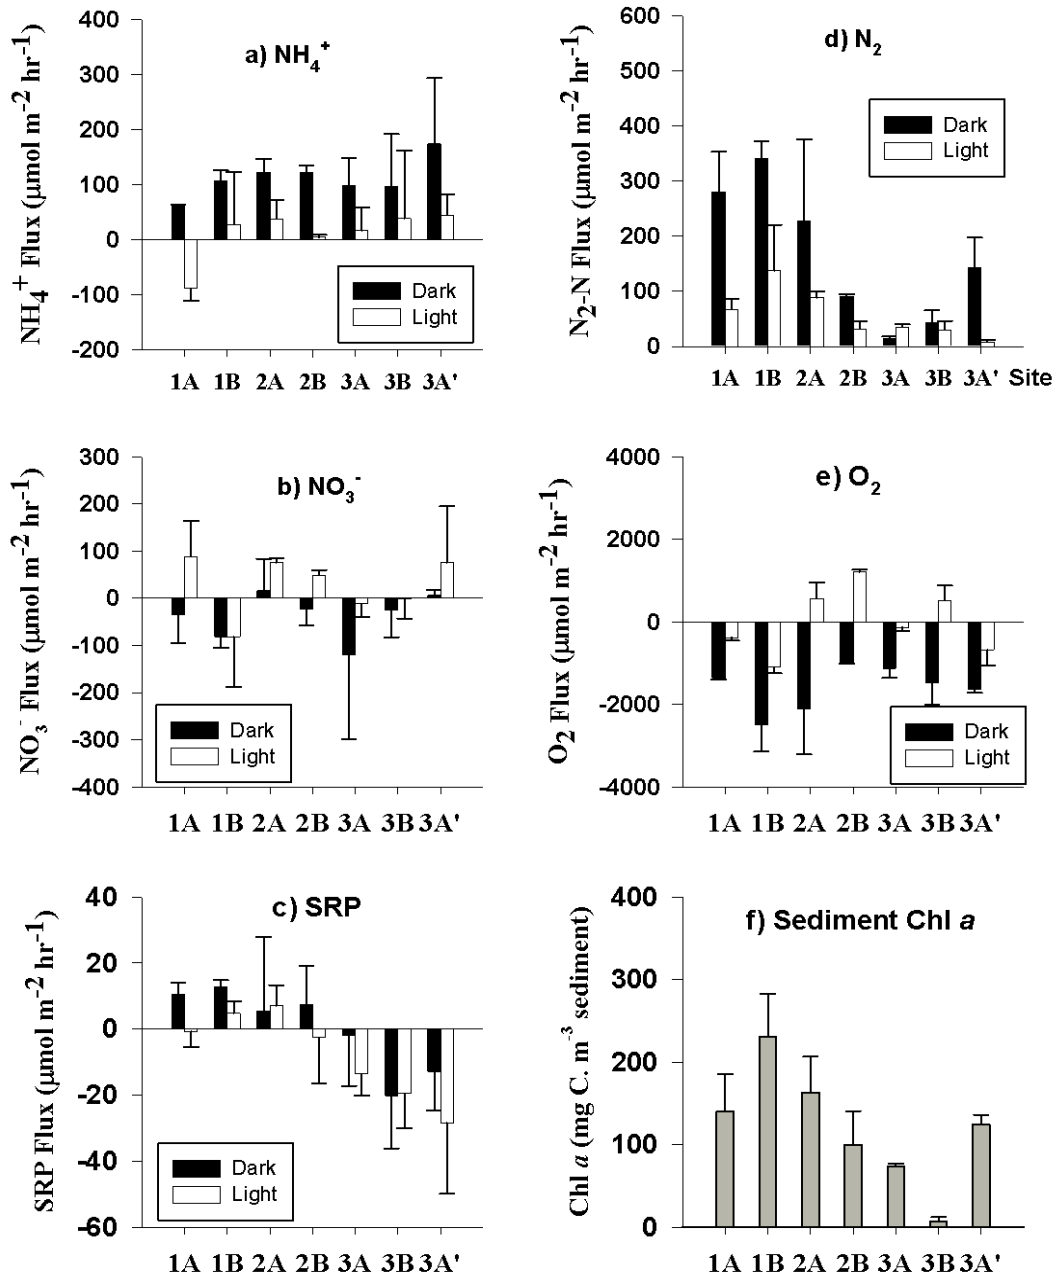 a) NH4+
NH4+ Flux (μmol m-2 hr-1)
400
300
200
100
0
-100
-200
Dark
Light
1A 1B 2A 2B 3A 3B 3A'
d) N2
N2-N Flux (μmol m-2 hr-1)
600
500
400
300
200
100
0
Dark
Light
1A 1B 2A 2B 3A 3B 3A' Site
b) NO3-
NO3- Flux (μmol m-2 hr-1)
300
200
100
0
-100
-200
-300
-400
Dark
Light
1A 1B 2A 2B 3A 3B 3A'
e) O2
O2 Flux (μmol m-2 hr-1)
4000
2000
0
-2000
-4000
Dark
Light
1A 1B 2A 2B 3A 3B 3A'
c) SRP
SRP Flux (μmol m-2 hr-1)
40
20
0
-20
-40
-60
Dark
Light
1A 1B 2A 2B 3A 3B 3A'
f) Sediment Chl a
Chl a (mg C. m-3 sediment)
400
300
200
100
0
1A 1B 2A 2B 3A 3B 3A'